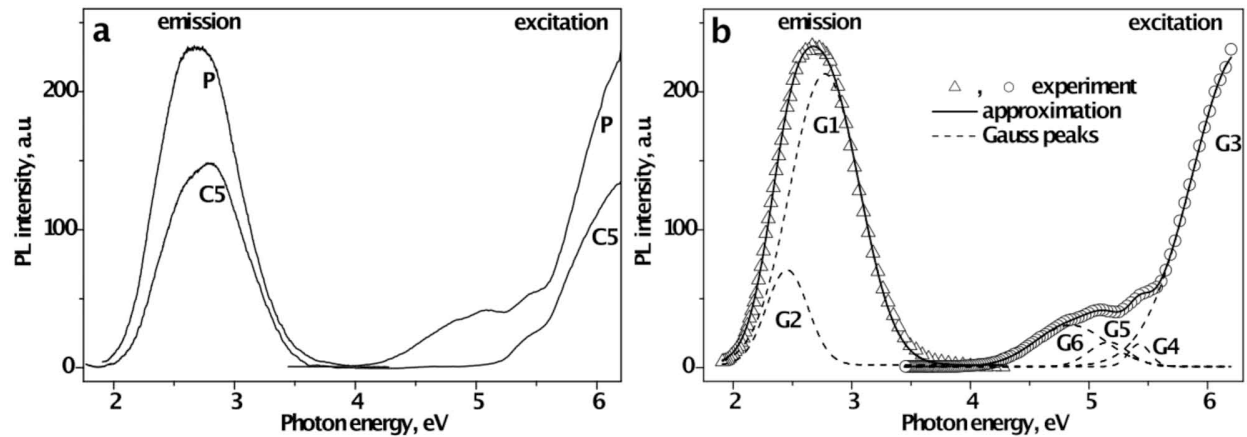 a
emission
excitation
P
P
C5
C5
PL intensity, a.u.
200
100
0
2
3
4
5
6
Photon energy, eV
b
emission
excitation
△ , ○ experiment
approximation
Gauss peaks
G1
G2
G3
G6
G5
G4
PL intensity, a.u.
200
100
0
2
3
4
5
6
Photon energy, eV